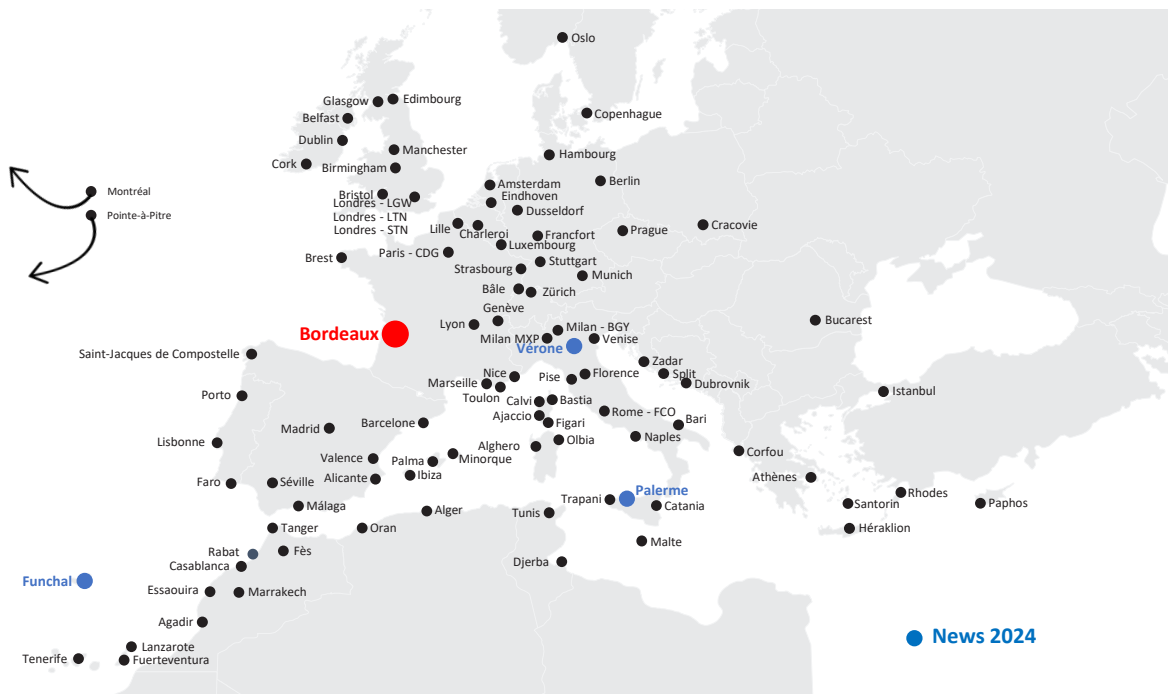 Oslo
Glasgow
Edimbourg
Belfast
Copenhague
Dublin
Manchester
Hambourg
Cork
Birmingham
Montréal
Amsterdam
Berlin
Bristol
Eindhoven
Londres - LGW
Dusseldorf
Pointe-à-Pitre
Londres - LTN
Londres - STN
Lille
Charleroi
Francfort
Prague
Cracovie
Luxembourg
Paris - CDG
Brest
Stuttgart
Strasbourg
Munich
Bâle
Zürich
Genève
Lyon
Bucarest
Bordeaux
Milan - BGY
Milan MXP
Venise
Vérone
Saint-Jacques de Compostelle
Zadar
Split
Nice
Pise
Florence
Dubrovnik
Marseille
Toulon
Istanbul
Porto
Calvi
Bastia
Ajaccio
Rome - FCO
Bari
Figari
Barcelone
Madrid
Naples
Lisbonne
Alghero
Olbia
Corfou
Valence
Palma
Minorque
Ibiza
Alicante
Athènes
Faro
Séville
Palerme
Rhodes
Trapani
Catania
Santorin
Paphos
Málaga
Alger
Tunis
Tanger
Oran
Héraklion
Malte
Rabat
Fès
Casablanca
Djerba
Funchal
Essaouira
Marrakech
Agadir
News 2024
Lanzarote
Tenerife
Fuerteventura